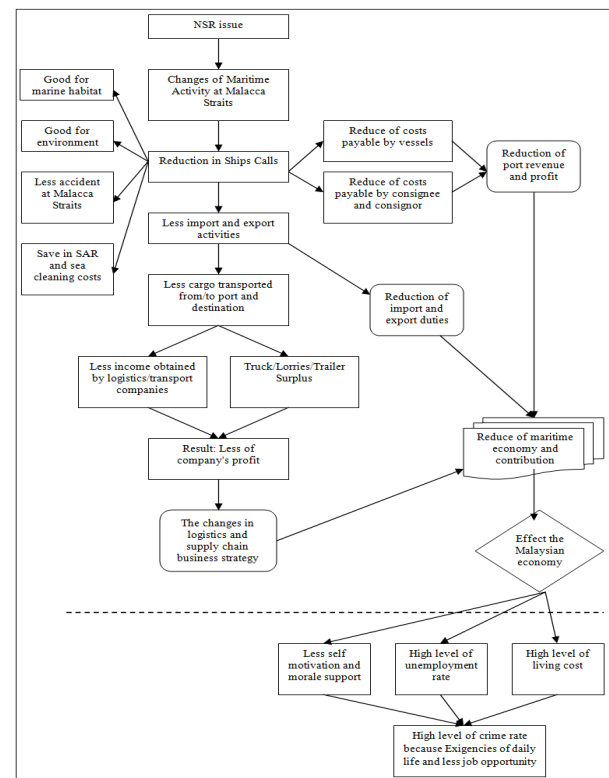 NSR issue
Changes of Maritime
Activity at Malacca
Straits
Good for
marine habitat
Good for
environment
Less accident
at Malacca
Straits
Save in SAR
and sea
cleaning costs
Reduction in Ships Calls
Reduce of costs
payable by vessels
Reduce of costs
payable by consignee
and consignor
Reduction of
port revenue
and profit
Less import and export
activities
Less cargo transported
from/to port and
destination
Reduction of
import and
export duties
Less income obtained
by logistics/transport
companies
Truck/Lorries/Trailer
Surplus
Result: Less of
company's profit
Reduce of maritime
economy and
contribution
The changes in
logistics and
supply chain
business strategy
Effect the
Malaysian
economy
Less self
motivation and
morale support
High level of
unemployment
rate
High level of
living cost
High level of crime rate
because Exigencies of daily
life and less job opportunity